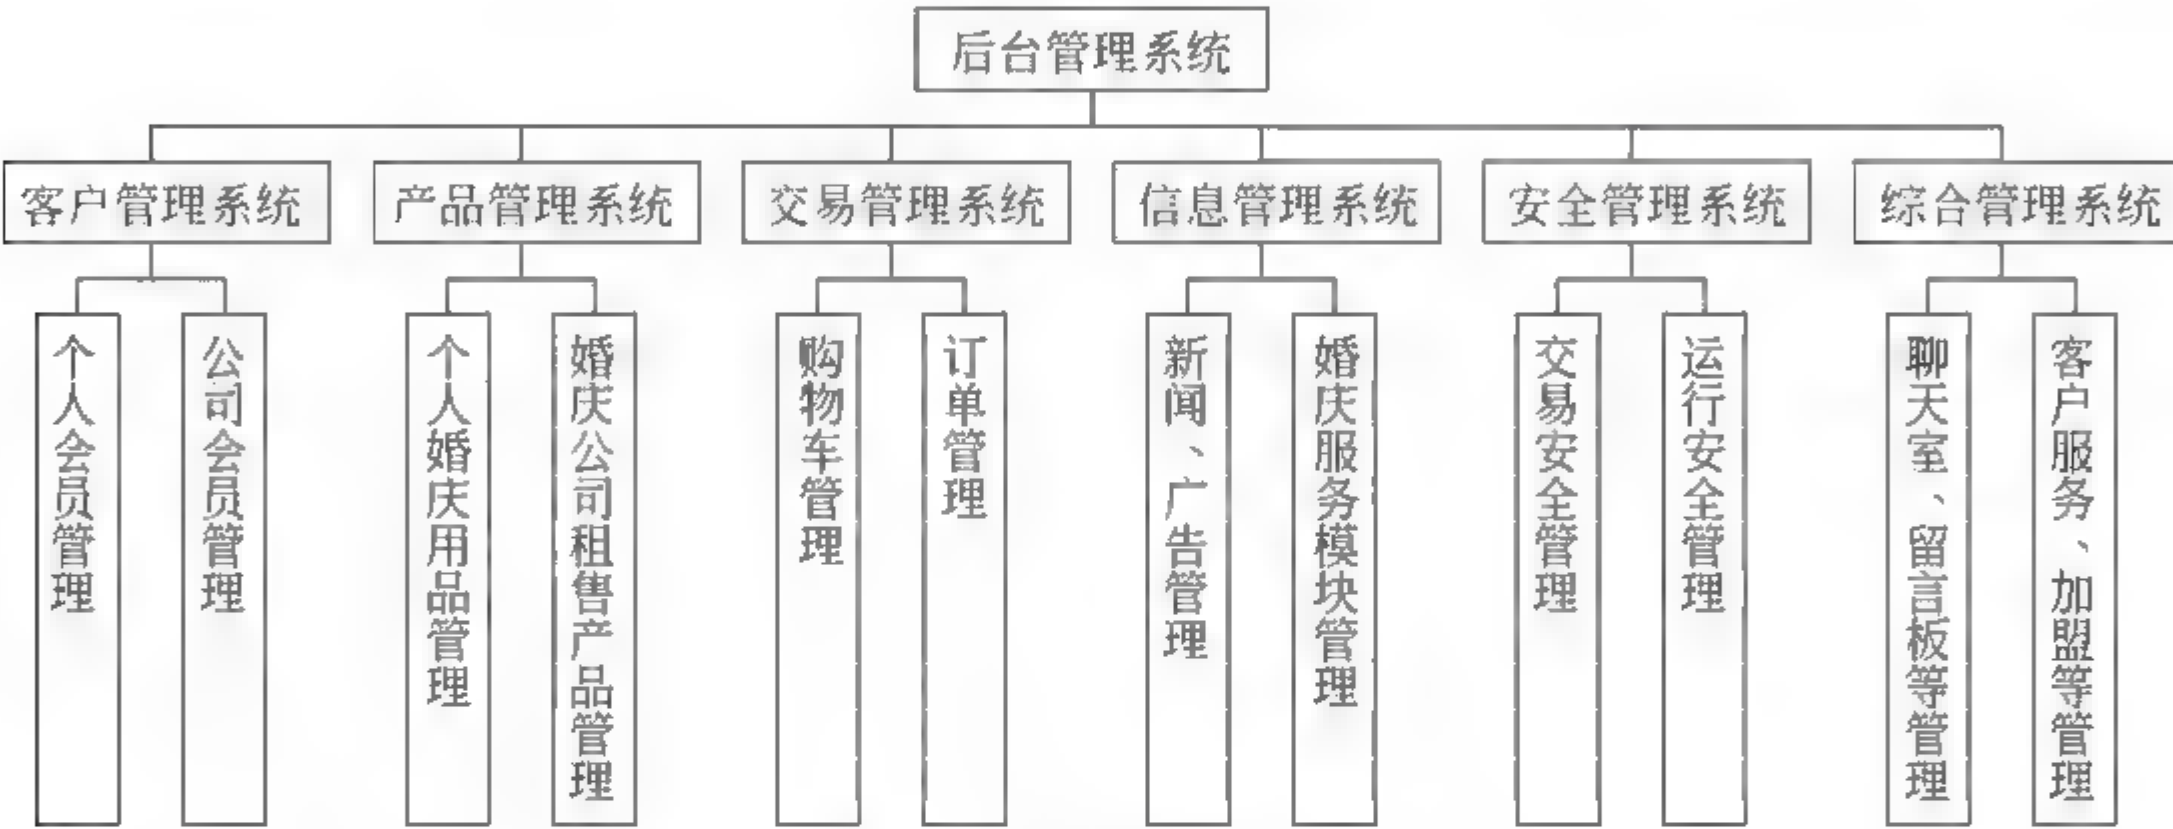 后台管理系统
客户管理系统
产品管理系统
交易管理系统
信息管理系统
安全管理系统
综合管理系统
个人会员管理
公司会员管理
个人婚庆用品管理
婚庆公司租售产品管理
购物车管理
订单管理
新闻、广告管理
婚庆服务模块管理
交易安全管理
运行安全管理
聊天室、留言板等管理
客户服务、加盟等管理